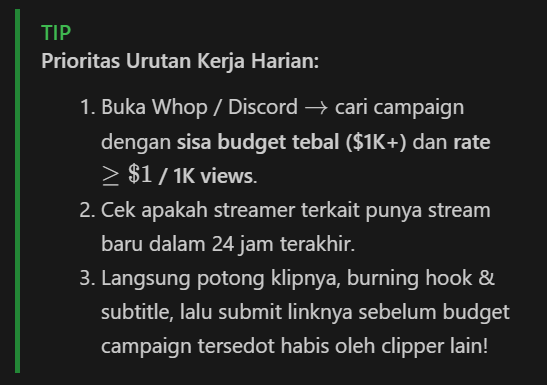 TIP
Prioritas Urutan Kerja Harian:
1. Buka Whop / Discord → cari campaign
dengan sisa budget tebal ($1K+) dan rate
≥ $1 / 1K views.
2. Cek apakah streamer terkait punya stream
baru dalam 24 jam terakhir.
3. Langsung potong klipnya, burning hook &
subtitle, lalu submit linknya sebelum budget
campaign tersedot habis oleh clipper lain!